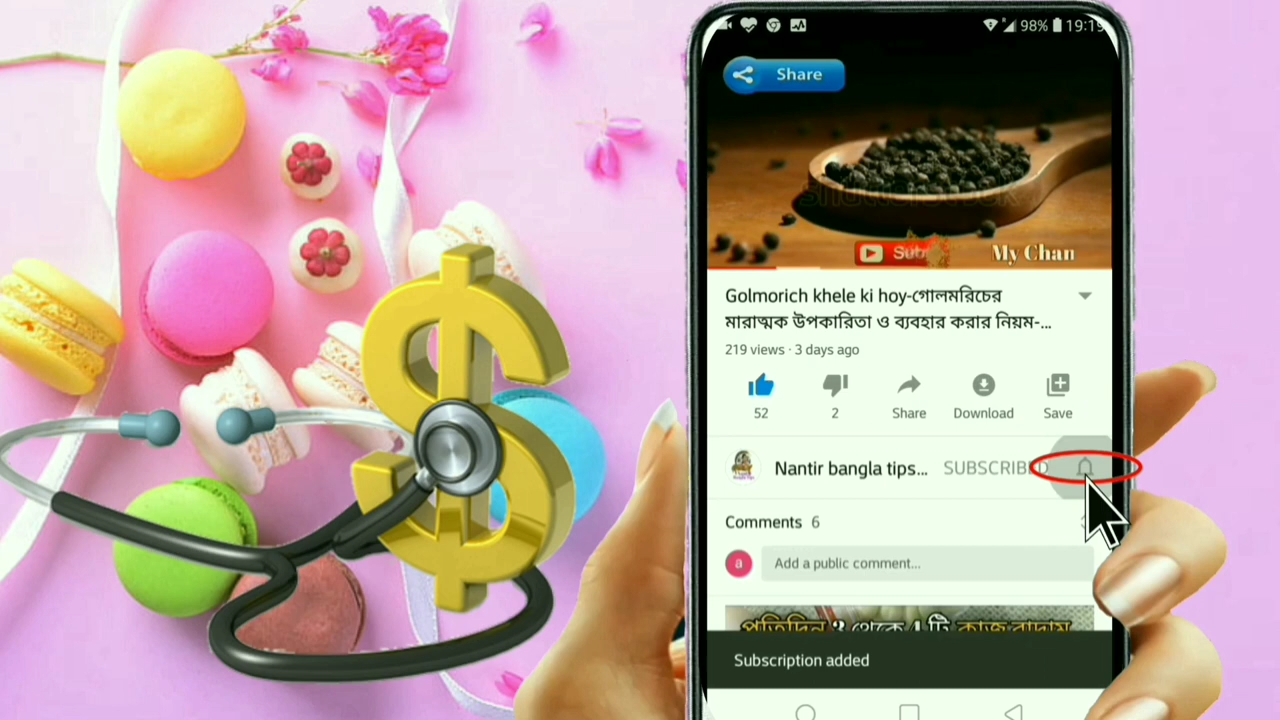 98% 19:19
Share
Subs
My Chan
Golmorich khele ki hoy-গোলমরিচের
মারাত্মক উপকারিতা ও ব্যবহার করার নিয়ম-...
219 views · 3 days ago
52 2 Share Download Save
Nantir bangla tips... SUBSCRIBED
Comments 6
a Add a public comment...
প্রতিদিন 3 থেকে 4 টি কাজু বাদাম
Subscription added